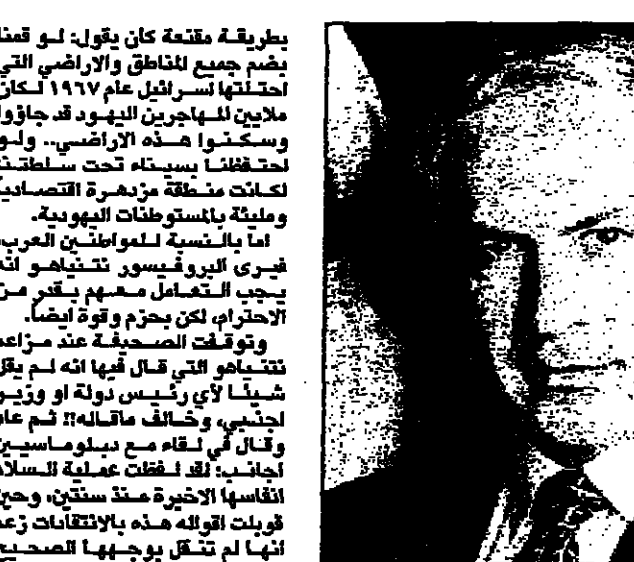 بطريقة مقنعة كان يقول: لو قمنا
بضم جميع المناطق والاراضي التي
احتلتها اسرائيل عام ١٩٦٧ لكان
ملايين المهاجرين اليهود قد جاؤوا
وسكنوا هذه الاراضي.. ولو
احتفظنا بسيناء تحت سلطتنا
لكانت منطقة مزدهرة اقتصاديا
ومليئة بالمستوطنات اليهودية.
اما بالنسبة للمواطنين العرب
فيرى البروفيسور نتنياهو انه
يجب التعامل معهم بقدر من
الاحترام، لكن بحزم وقوة ايضاً.
وتوقفت الصحيفة عند مزاعم
نتنياهو التي قال فيها انه لم يقل
شيئا لأي رئيس دولة او وزير
اجنبي، وخالف ماقاله!! ثم عاد
وقال في لقاء مع دبلوماسيين
اجانب: لقد لفظت عملية السلام
انفاسها الاخيرة منذ سنتين، وحين
قوبلت اقواله هذه بالانتقادات زعم
انها لم تنقل بوجهها الصحيح